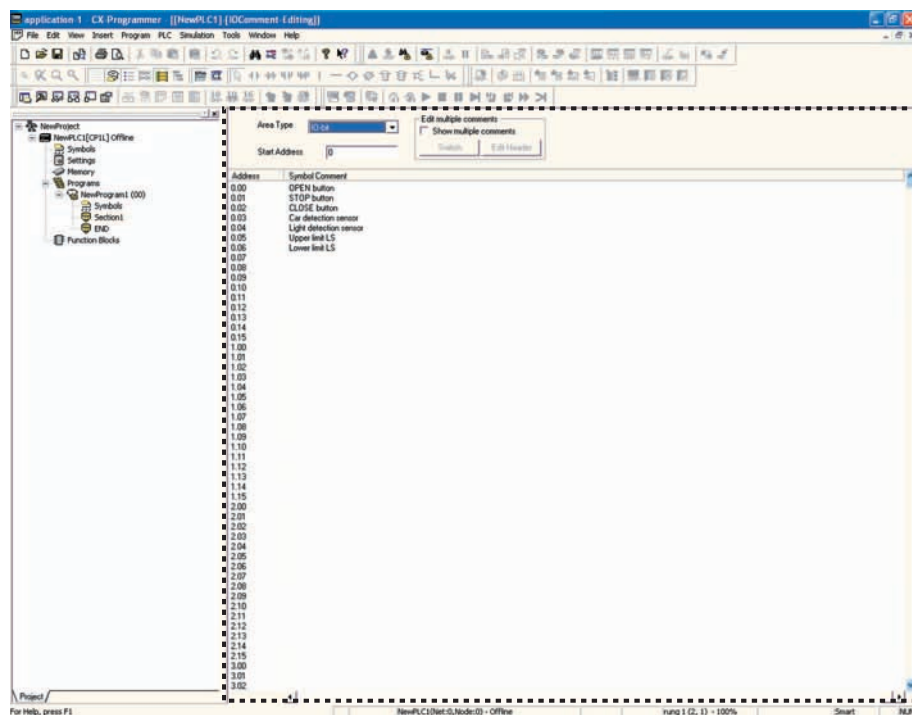 application 1 - CX-Programmer - [[NewPLC1] [IOComment-Editing]]
File Edit View Insert Program PLC Simulation Tools Window Help
NewProject
NewPLC1[CP1L] Offline
Symbols
Settings
Memory
Programs
NewProgram1 (00)
Symbols
Section1
END
Function Blocks
Project
Area Type
IO-bit
Start Address
0
Edit multiple comments
Show multiple comments
Switch Edit Header
Address Symbol Comment
0.00 OPEN button
0.01 STOP button
0.02 CLOSE button
0.03 Car detection sensor
0.04 Light detection sensor
0.05 Upper limit LS
0.06 Lower limit LS
0.07
0.08
0.09
0.10
0.11
0.12
0.13
0.14
0.15
1.00
1.01
1.02
1.03
1.04
1.05
1.06
1.07
1.08
1.09
1.10
1.11
1.12
1.13
1.14
1.15
2.00
2.01
2.02
2.03
2.04
2.05
2.06
2.07
2.08
2.09
2.10
2.11
2.12
2.13
2.14
2.15
3.00
3.01
3.02
For Help, press F1
NewPLC1(Net:0,Node:0) - Offline
rung 1 (2, 1) - 100%
Smart